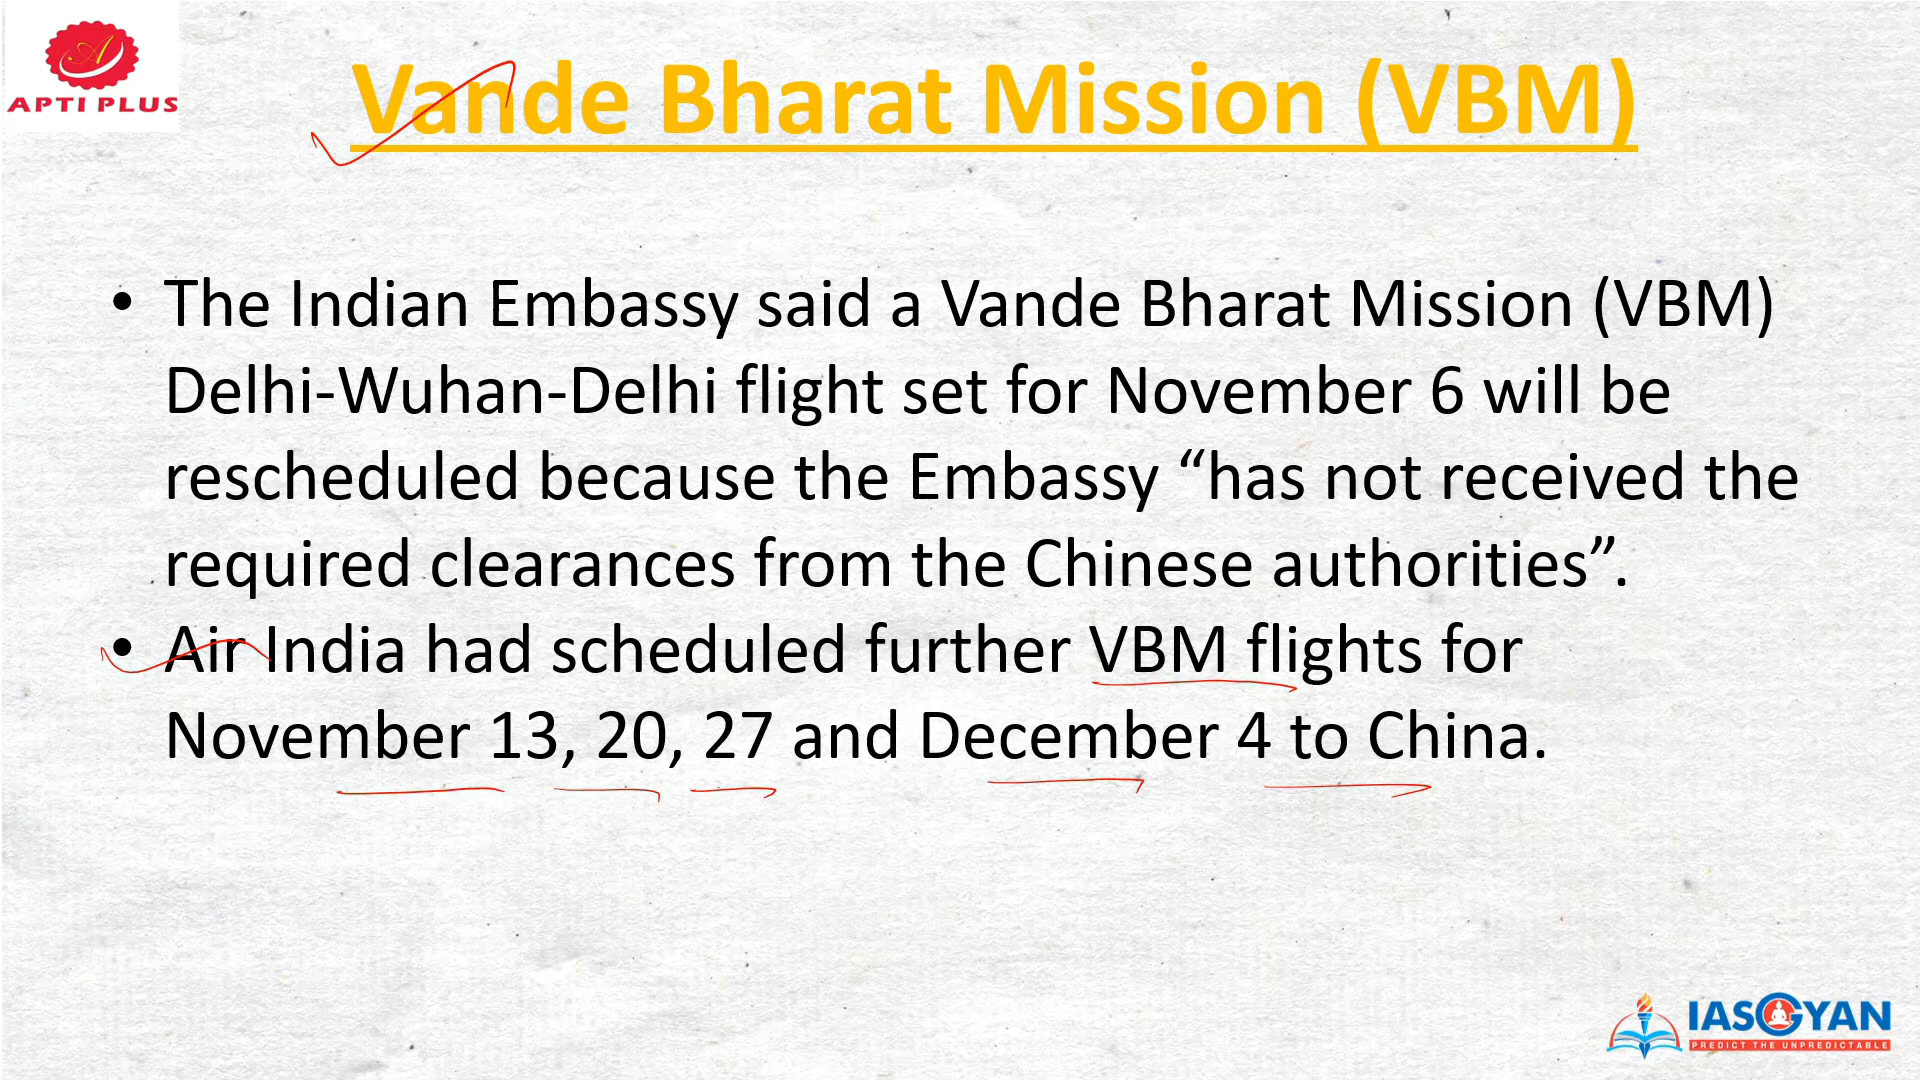 APTI PLUS
Vande Bharat Mission (VBM)
• The Indian Embassy said a Vande Bharat Mission (VBM)
Delhi-Wuhan-Delhi flight set for November 6 will be
rescheduled because the Embassy “has not received the
required clearances from the Chinese authorities”.
• Air India had scheduled further VBM flights for
November 13, 20, 27 and December 4 to China.
IASGYAN
PREDICT THE UNPREDICTABLE